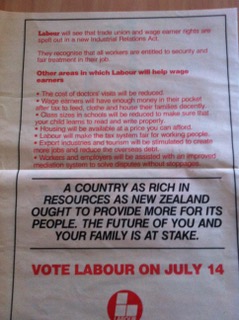 Labour will see that trade union and wage earner rights are
spelt out in a new Industrial Relations Act.
They recognise that all workers are entitled to security and
fair treatment in their job.
Other areas in which Labour will help wage
earners
• The cost of doctors' visits will be reduced.
• Wage earners will have enough money in their pocket
after tax to feed, clothe and house their families decently.
• Class sizes in schools will be reduced to make sure that
your child learns to read and write properly.
• Housing will be available at a price you can afford.
• Labour will make the tax system fair for working people.
• Export industries and tourism will be stimulated to create
more jobs and reduce the overseas debt.
• Workers and employers will be assisted with an improved
mediation system to solve disputes without stoppages.
A COUNTRY AS RICH IN
RESOURCES AS NEW ZEALAND
OUGHT TO PROVIDE MORE FOR ITS
PEOPLE. THE FUTURE OF YOU AND
YOUR FAMILY IS AT STAKE.
VOTE LABOUR ON JULY 14
LABOUR